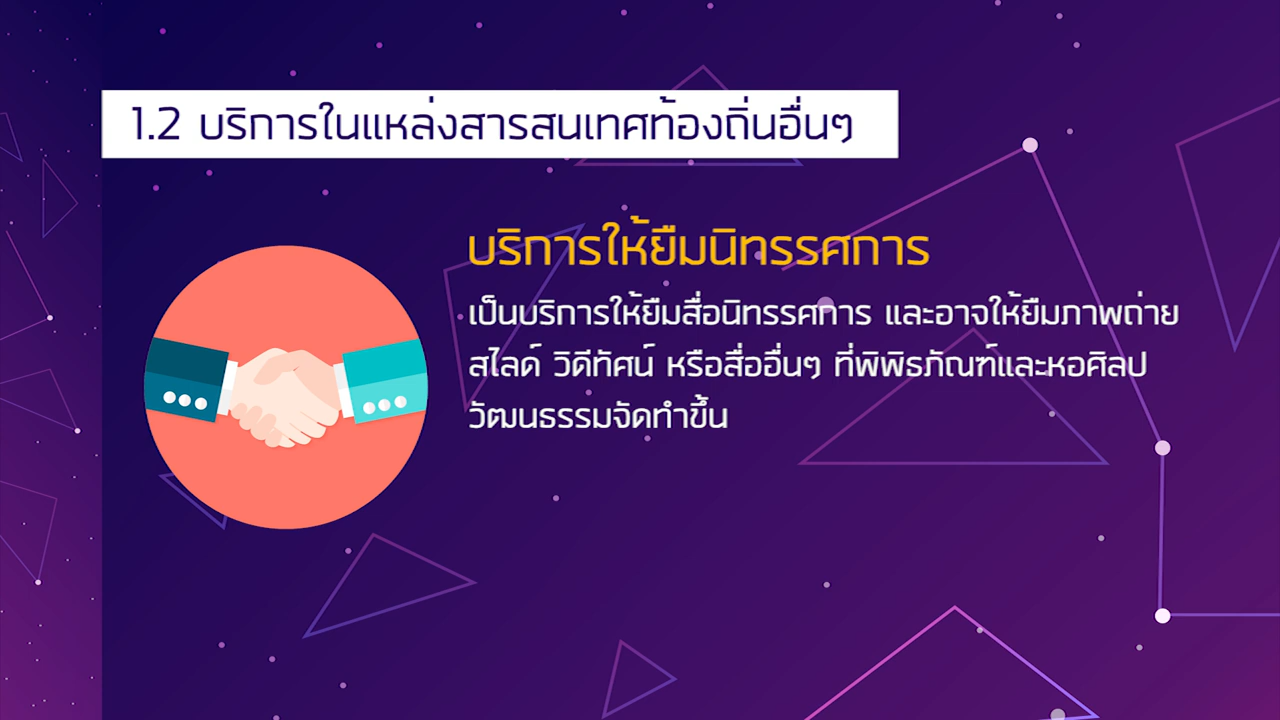 1.2 บริการในแหล่งสารสนเทศท้องถิ่นอื่นๆ
บริการให้ยืมนิทรรศการ
เป็นบริการให้ยืมสื่อนิทรรศการ และอาจให้ยืมภาพถ่าย
สไลด์ วิดีทัศน์ หรือสื่ออื่นๆ ที่พิพิธภัณฑ์และหอศิลป
วัฒนธรรมจัดทำขึ้น